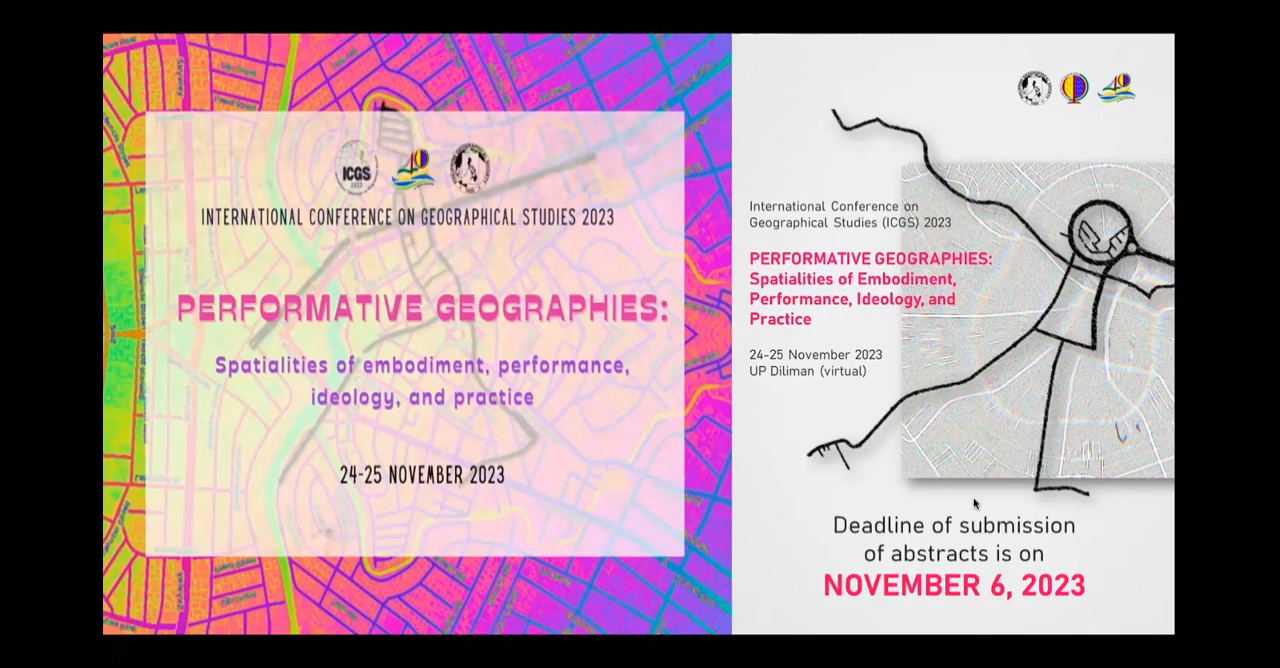 ICGS
2023
INTERNATIONAL CONFERENCE ON GEOGRAPHICAL STUDIES 2023
PERFORMATIVE GEOGRAPHIES:
Spatialities of embodiment, performance,
ideology, and practice
24-25 NOVEMBER 2023
International Conference on
Geographical Studies (ICGS) 2023
PERFORMATIVE GEOGRAPHIES:
Spatialities of Embodiment,
Performance, Ideology, and
Practice
24-25 November 2023
UP Diliman (virtual)
Deadline of submission
of abstracts is on
NOVEMBER 6, 2023